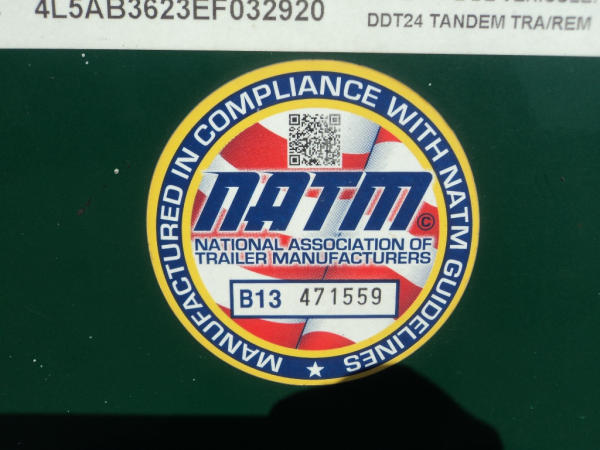 4L5AB3623EF032920
DDT24 TANDEM TRA/REM
MANUFACTURED IN COMPLIANCE WITH NATM GUIDELINES
NATM ©
NATIONAL ASSOCIATION OF
TRAILER MANUFACTURERS
B13 471559